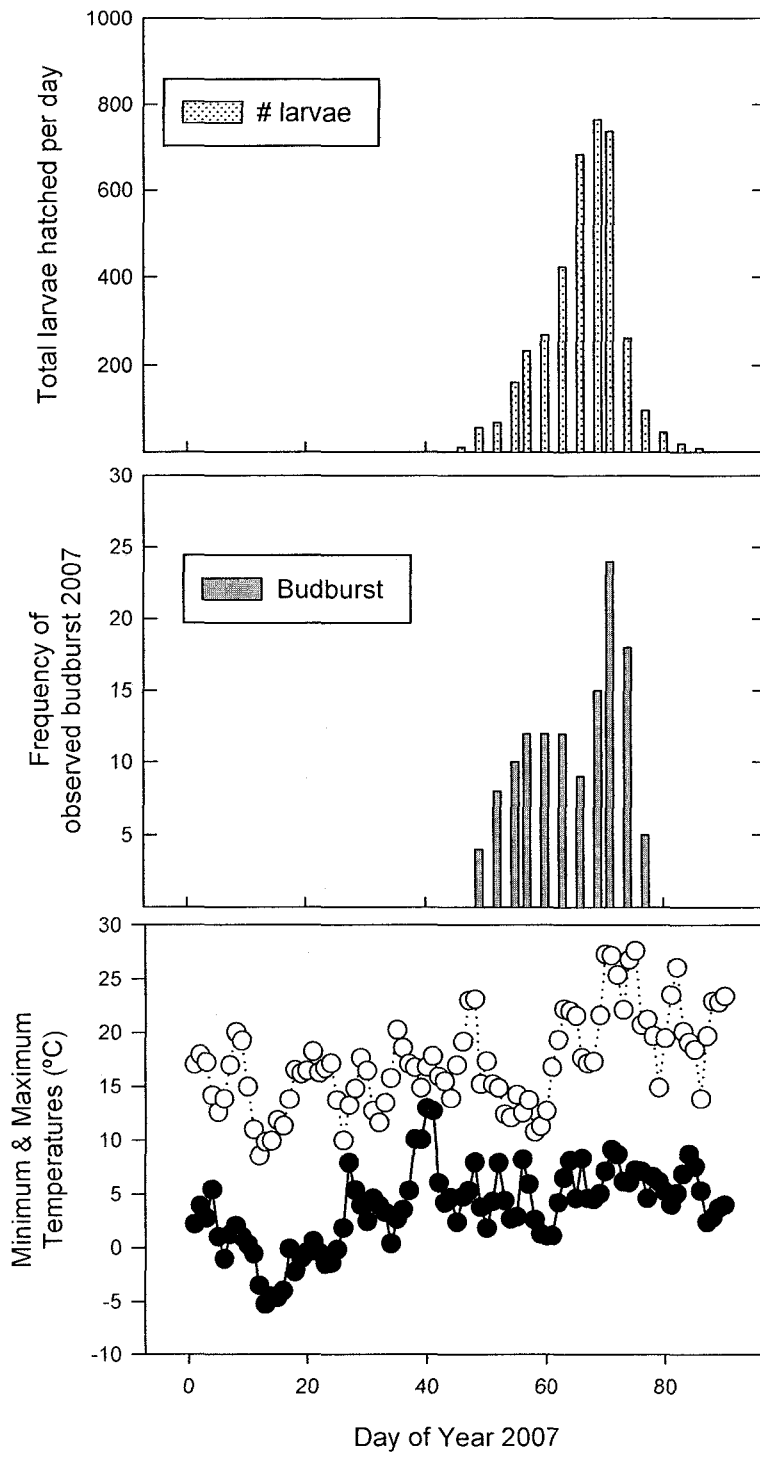 1000
800
600
400
200
Total larvae hatched per day
# larvae
30
25
20
15
10
5
Frequency of
observed budburst 2007
Budburst
30
25
20
15
10
5
0
-5
-10
Minimum & Maximum
Temperatures (ºC)
0 20 40 60 80
Day of Year 2007